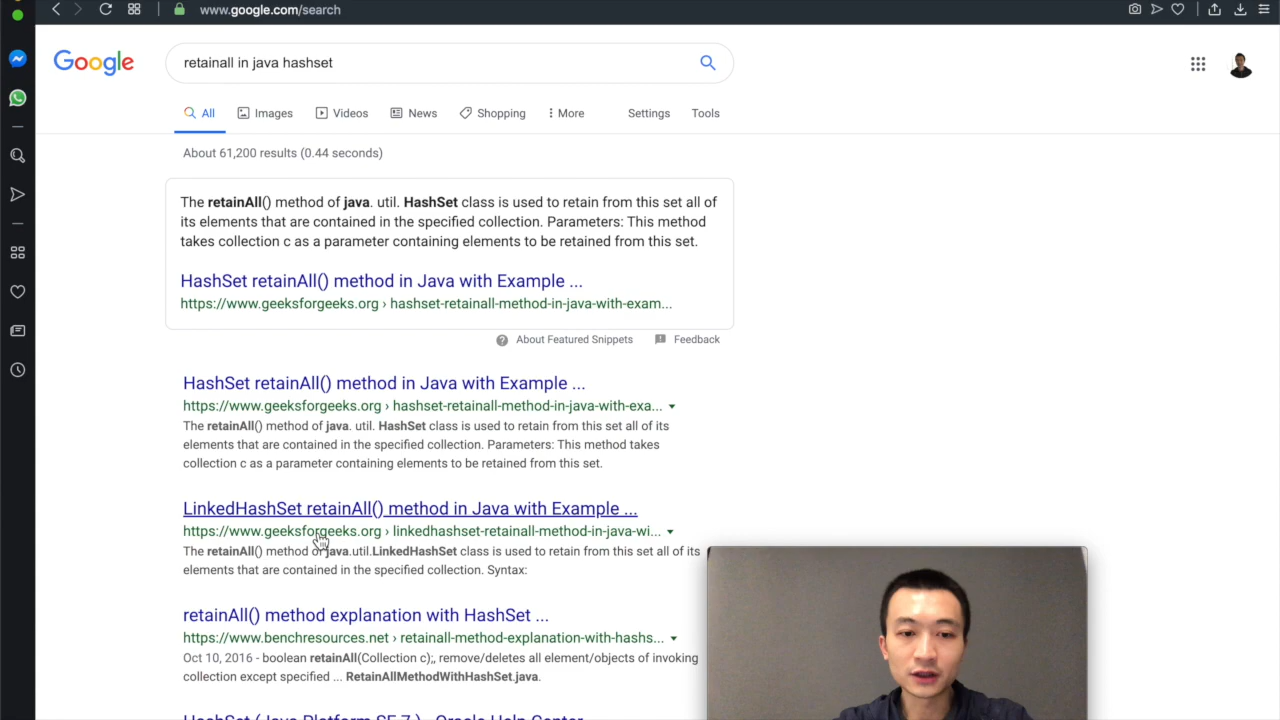 www.google.com/search
Google
retainall in java hashset
All Images Videos News Shopping More Settings Tools
About 61,200 results (0.44 seconds)
The retainAll() method of java. util. HashSet class is used to retain from this set all of
its elements that are contained in the specified collection. Parameters: This method
takes collection c as a parameter containing elements to be retained from this set.
HashSet retainAll() method in Java with Example ...
https://www.geeksforgeeks.org › hashset-retainall-method-in-java-with-exam...
About Featured Snippets Feedback
HashSet retainAll() method in Java with Example ...
https://www.geeksforgeeks.org › hashset-retainall-method-in-java-with-exa...
The retainAll() method of java. util. HashSet class is used to retain from this set all of its
elements that are contained in the specified collection. Parameters: This method takes
collection c as a parameter containing elements to be retained from this set.
LinkedHashSet retainAll() method in Java with Example ...
https://www.geeksforgeeks.org › linkedhashset-retainall-method-in-java-wi...
The retainAll() method of java.util.LinkedHashSet class is used to retain from this set all of its
elements that are contained in the specified collection. Syntax:
retainAll() method explanation with HashSet ...
https://www.benchresources.net › retainall-method-explanation-with-hashs...
Oct 10, 2016 - boolean retainAll(Collection c);, remove/deletes all element/objects of invoking
collection except specified ... RetainAllMethodWithHashSet.java.
HashSet (Java Platform SE 7 ) - Oracle Help Center